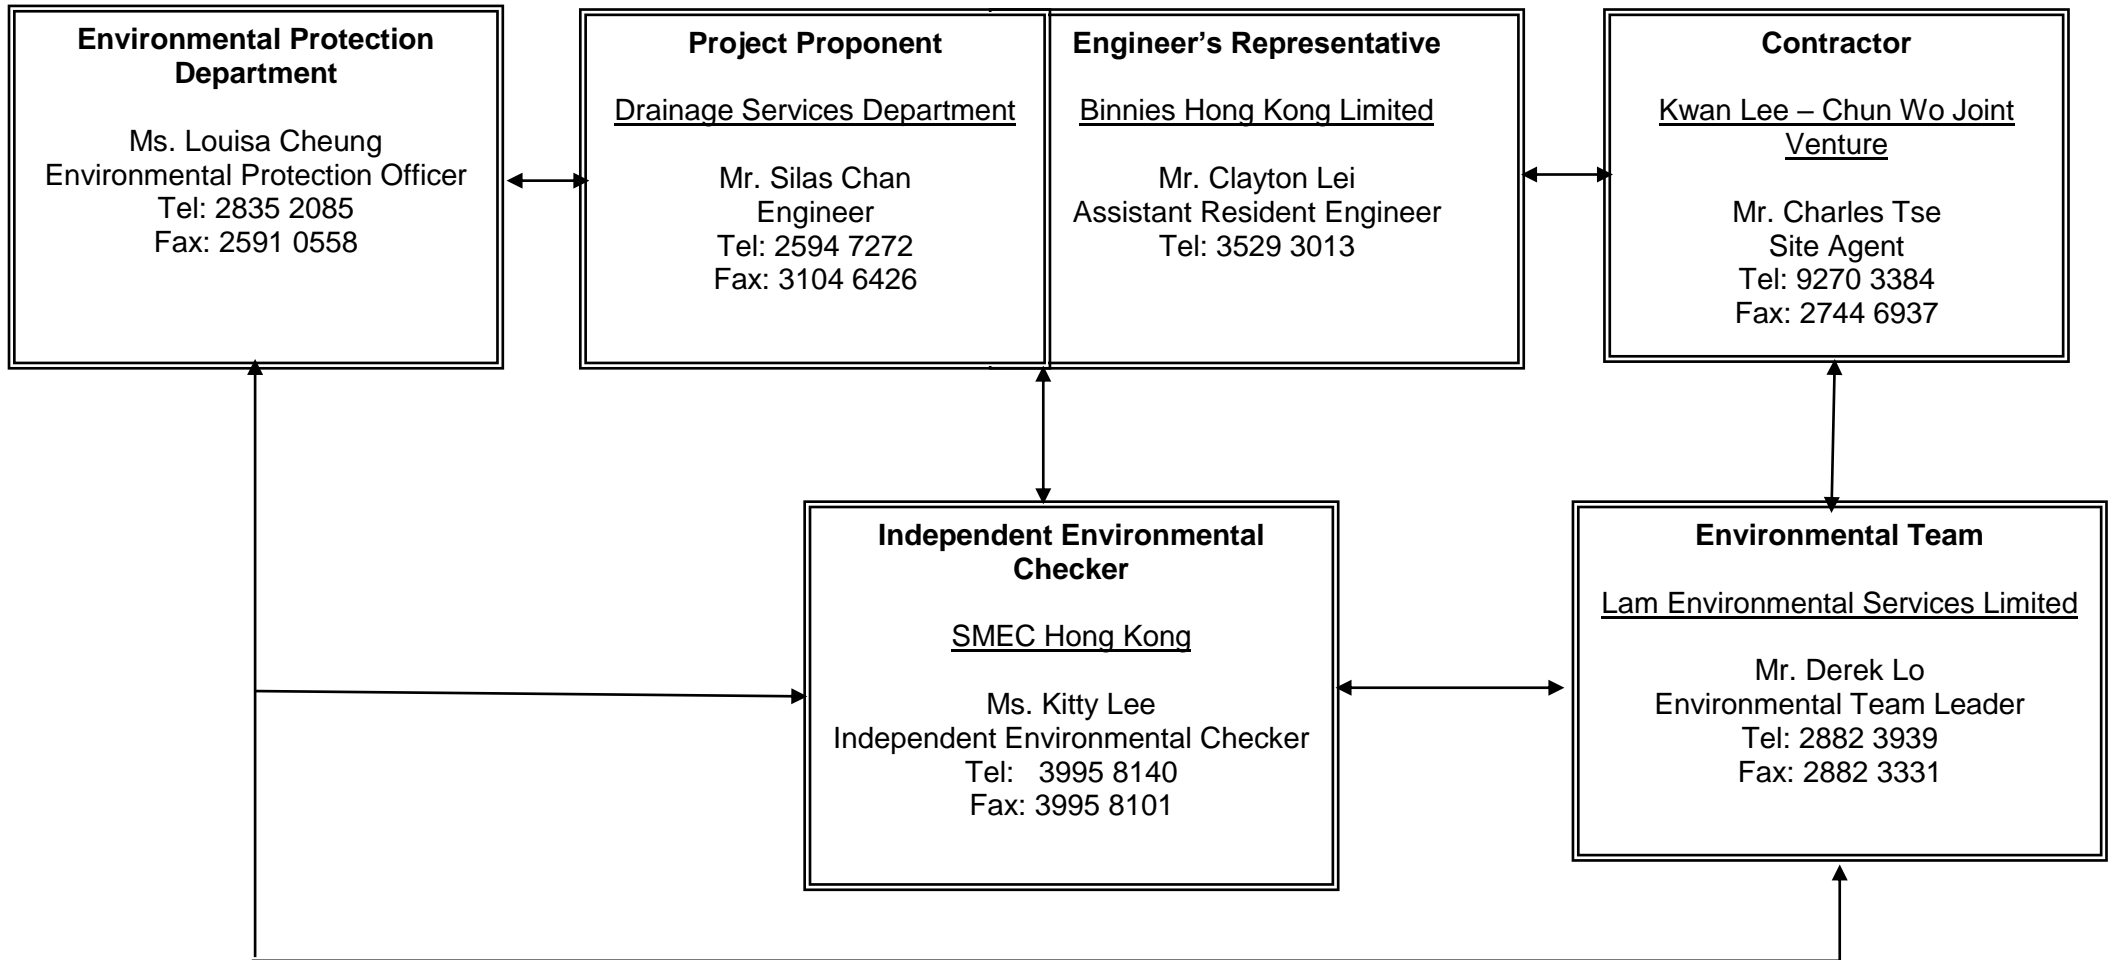 Environmental Protection
Department
Ms. Louisa Cheung
Environmental Protection Officer
Tel: 2835 2085
Fax: 2591 0558
Project Proponent
Drainage Services Department
Mr. Silas Chan
Engineer
Tel: 2594 7272
Fax: 3104 6426
Engineer’s Representative
Binnies Hong Kong Limited
Mr. Clayton Lei
Assistant Resident Engineer
Tel: 3529 3013
Contractor
Kwan Lee – Chun Wo Joint
Venture
Mr. Charles Tse
Site Agent
Tel: 9270 3384
Fax: 2744 6937
Independent Environmental
Checker
SMEC Hong Kong
Ms. Kitty Lee
Independent Environmental Checker
Tel: 3995 8140
Fax: 3995 8101
Environmental Team
Lam Environmental Services Limited
Mr. Derek Lo
Environmental Team Leader
Tel: 2882 3939
Fax: 2882 3331